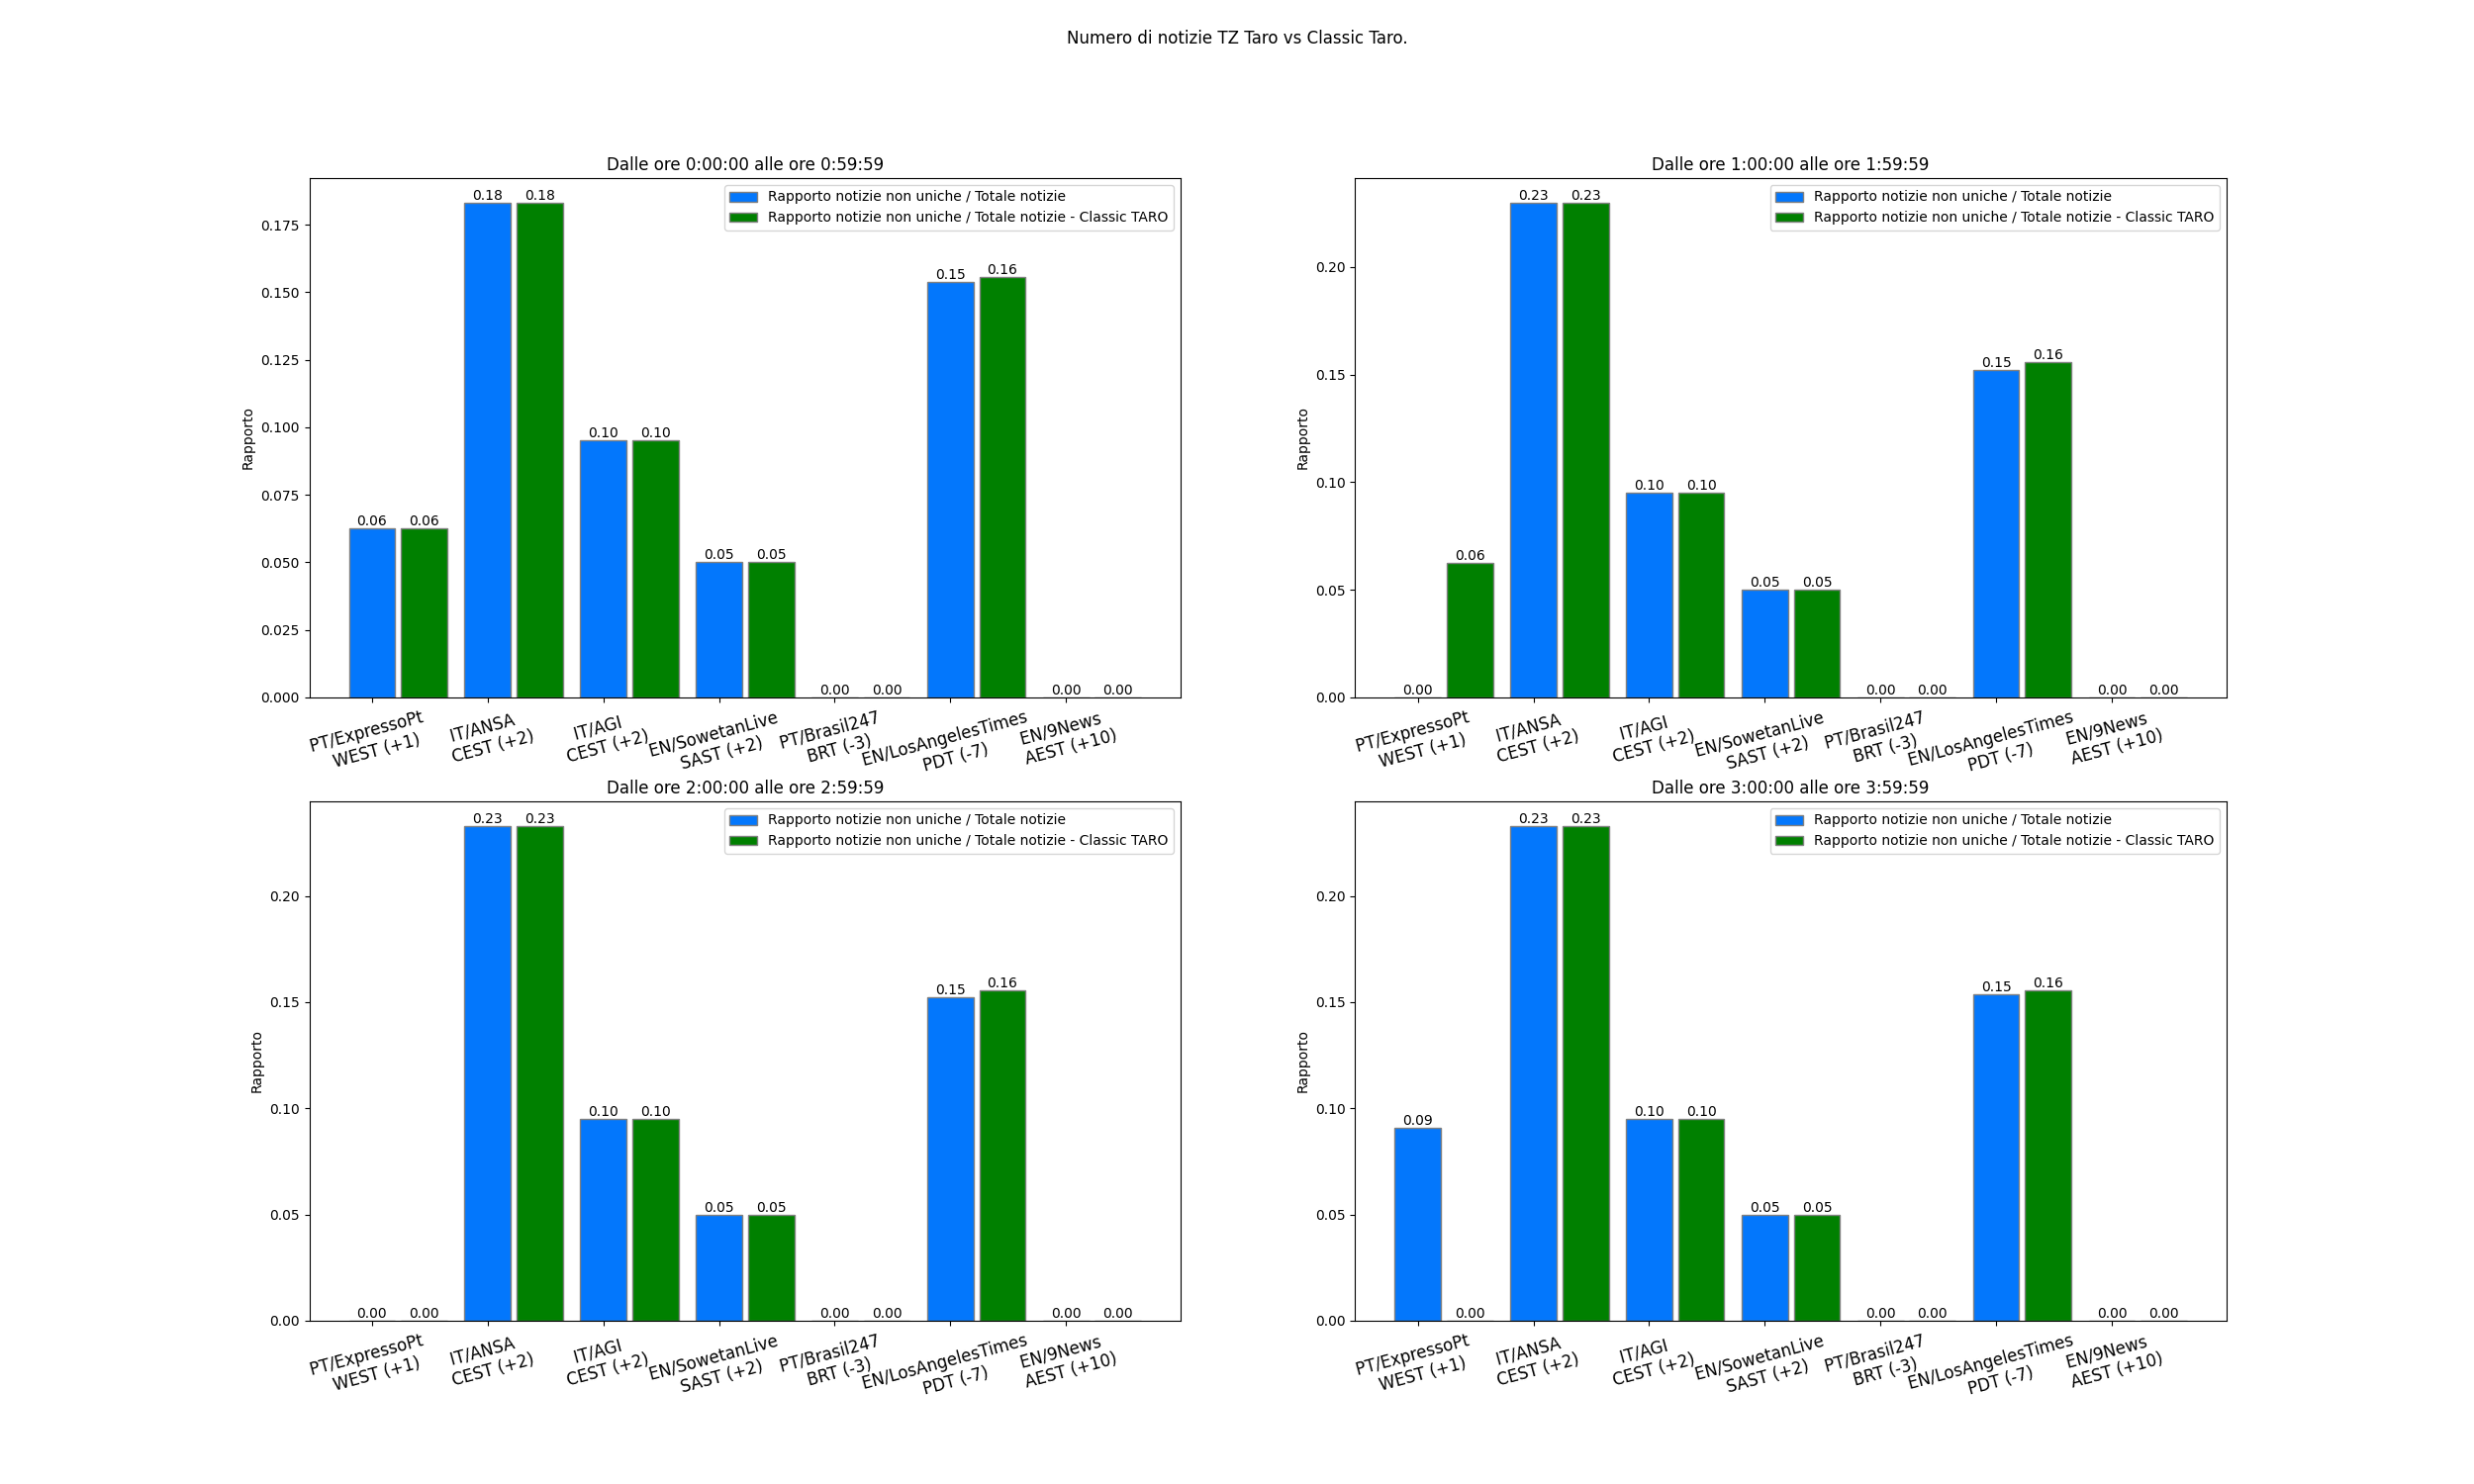 Numero di notizie TZ Taro vs Classic Taro.
Dalle ore 0:00:00 alle ore 0:59:59
Rapporto notizie non uniche / Totale notizie
Rapporto notizie non uniche / Totale notizie - Classic TARO
Rapporto
0.175
0.150
0.125
0.100
0.075
0.050
0.025
0.000
0.06
0.06
0.18
0.18
0.10
0.10
0.05
0.05
0.00
0.00
0.15
0.16
0.00
0.00
PT/ExpressoPt
WEST (+1)
IT/ANSA
CEST (+2)
IT/AGI
CEST (+2)
EN/SowetanLive
SAST (+2)
PT/Brasil247
BRT (-3)
EN/LosAngelesTimes
PDT (-7)
EN/9News
AEST (+10)
Dalle ore 1:00:00 alle ore 1:59:59
Rapporto notizie non uniche / Totale notizie
Rapporto notizie non uniche / Totale notizie - Classic TARO
Rapporto
0.20
0.15
0.10
0.05
0.00
0.00
0.06
0.23
0.23
0.10
0.10
0.05
0.05
0.00
0.00
0.15
0.16
0.00
0.00
PT/ExpressoPt
WEST (+1)
IT/ANSA
CEST (+2)
IT/AGI
CEST (+2)
EN/SowetanLive
SAST (+2)
PT/Brasil247
BRT (-3)
EN/LosAngelesTimes
PDT (-7)
EN/9News
AEST (+10)
Dalle ore 2:00:00 alle ore 2:59:59
Rapporto notizie non uniche / Totale notizie
Rapporto notizie non uniche / Totale notizie - Classic TARO
Rapporto
0.20
0.15
0.10
0.05
0.00
0.00
0.00
0.23
0.23
0.10
0.10
0.05
0.05
0.00
0.00
0.15
0.16
0.00
0.00
PT/ExpressoPt
WEST (+1)
IT/ANSA
CEST (+2)
IT/AGI
CEST (+2)
EN/SowetanLive
SAST (+2)
PT/Brasil247
BRT (-3)
EN/LosAngelesTimes
PDT (-7)
EN/9News
AEST (+10)
Dalle ore 3:00:00 alle ore 3:59:59
Rapporto notizie non uniche / Totale notizie
Rapporto notizie non uniche / Totale notizie - Classic TARO
Rapporto
0.20
0.15
0.10
0.05
0.00
0.09
0.00
0.23
0.23
0.10
0.10
0.05
0.05
0.00
0.00
0.15
0.16
0.00
0.00
PT/ExpressoPt
WEST (+1)
IT/ANSA
CEST (+2)
IT/AGI
CEST (+2)
EN/SowetanLive
SAST (+2)
PT/Brasil247
BRT (-3)
EN/LosAngelesTimes
PDT (-7)
EN/9News
AEST (+10)